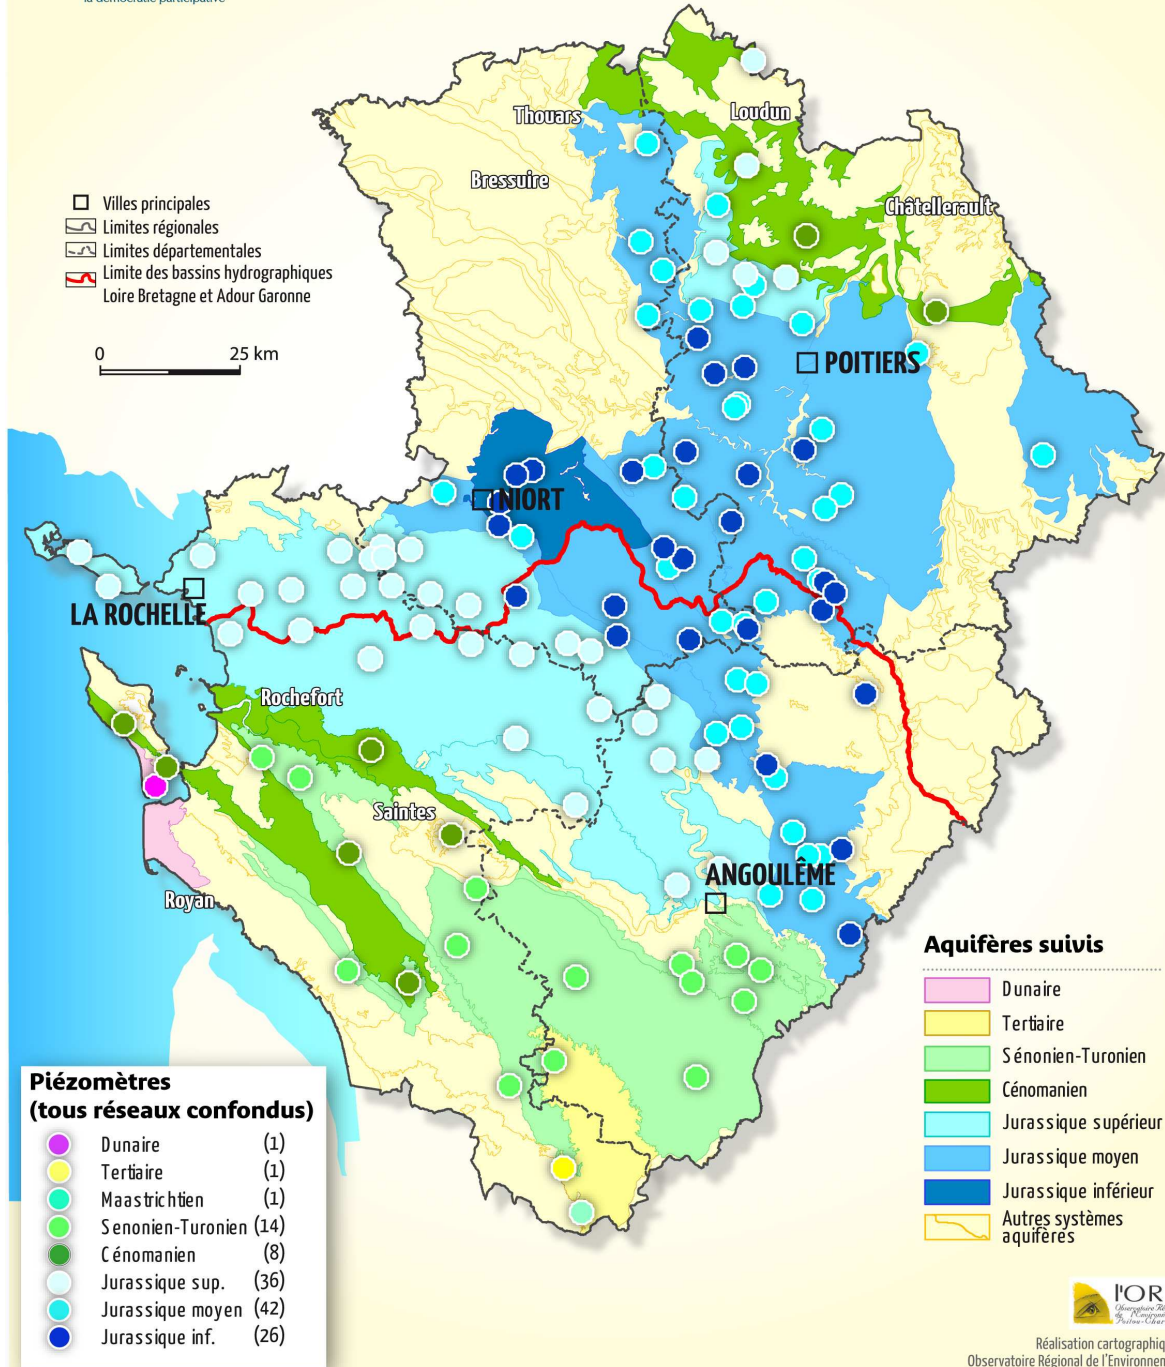 la démocratie participative
Thouars
Loudun
Bressuire
Châtellerault
Villes principales
Limites régionales
Limites départementales
Limite des bassins hydrographiques
Loire Bretagne et Adour Garonne
0 25 km
POITIERS
NIORT
LA ROCHELLE
Rochefort
Saintes
Royan
ANGOULÊME
Aquifères suivis
Dunaire
Tertiaire
Sénonien-Turonien
Cénomanien
Jurassique supérieur
Jurassique moyen
Jurassique inférieur
Autres systèmes
aquifères
Piézomètres
(tous réseaux confondus)
Dunaire (1)
Tertiaire (1)
Maastrichtien (1)
Senonien-Turonien (14)
Cénomanien (8)
Jurassique sup. (36)
Jurassique moyen (42)
Jurassique inf. (26)
l'OR
Réalisation cartographiq
Observatoire Régional de l'Environnem